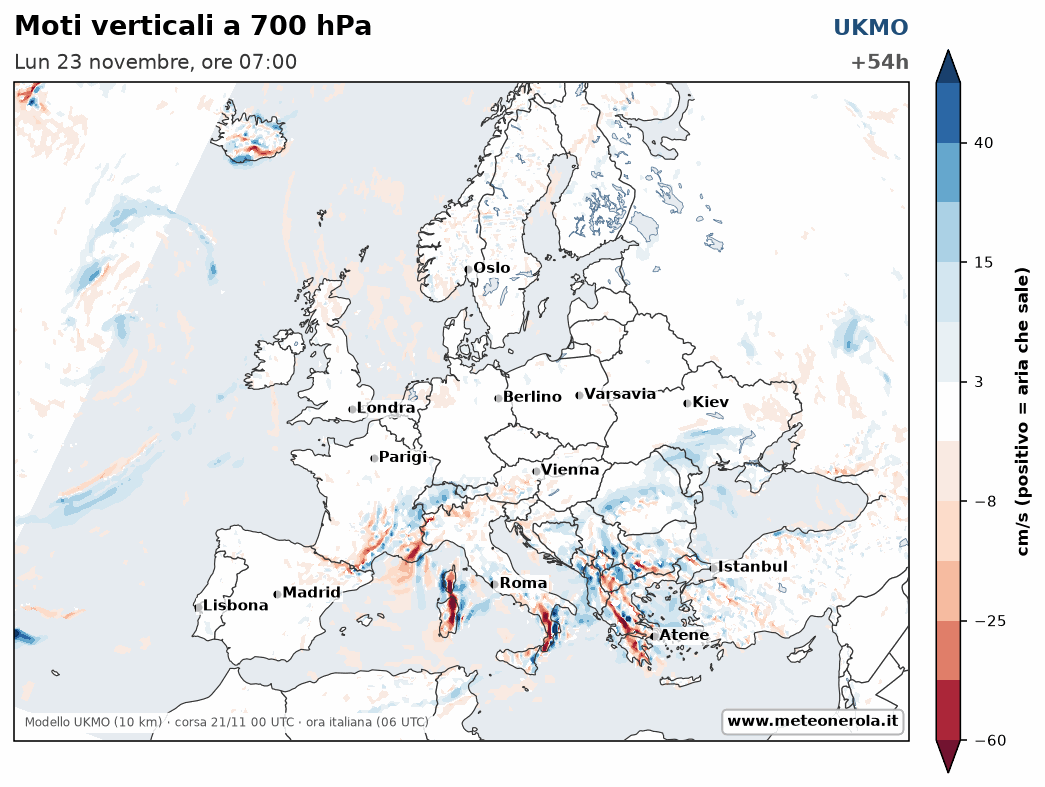 Moti verticali a 700 hPa
UKMO
Lun 23 novembre, ore 07:00
+54h
Oslo
Londra
Berlino
Varsavia
Kiev
Parigi
Vienna
Istanbul
Roma
Madrid
Lisbona
Atene
40
15
3
−8
−25
−60
cm/s (positivo = aria che sale)
Modello UKMO (10 km) · corsa 21/11 00 UTC · ora italiana (06 UTC)
www.meteonerola.it